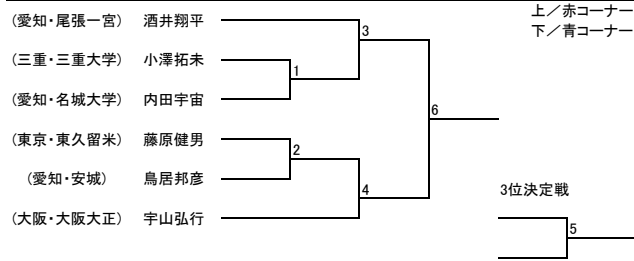 上／赤コーナー
下／青コーナー
(愛知・尾張一宮) 酒井翔平
3
(三重・三重大学) 小澤拓未
1
(愛知・名城大学) 内田宇宙
6
(東京・東久留米) 藤原健男
2
(愛知・安城) 鳥居邦彦
4
3位決定戦
(大阪・大阪大正) 宇山弘行
5